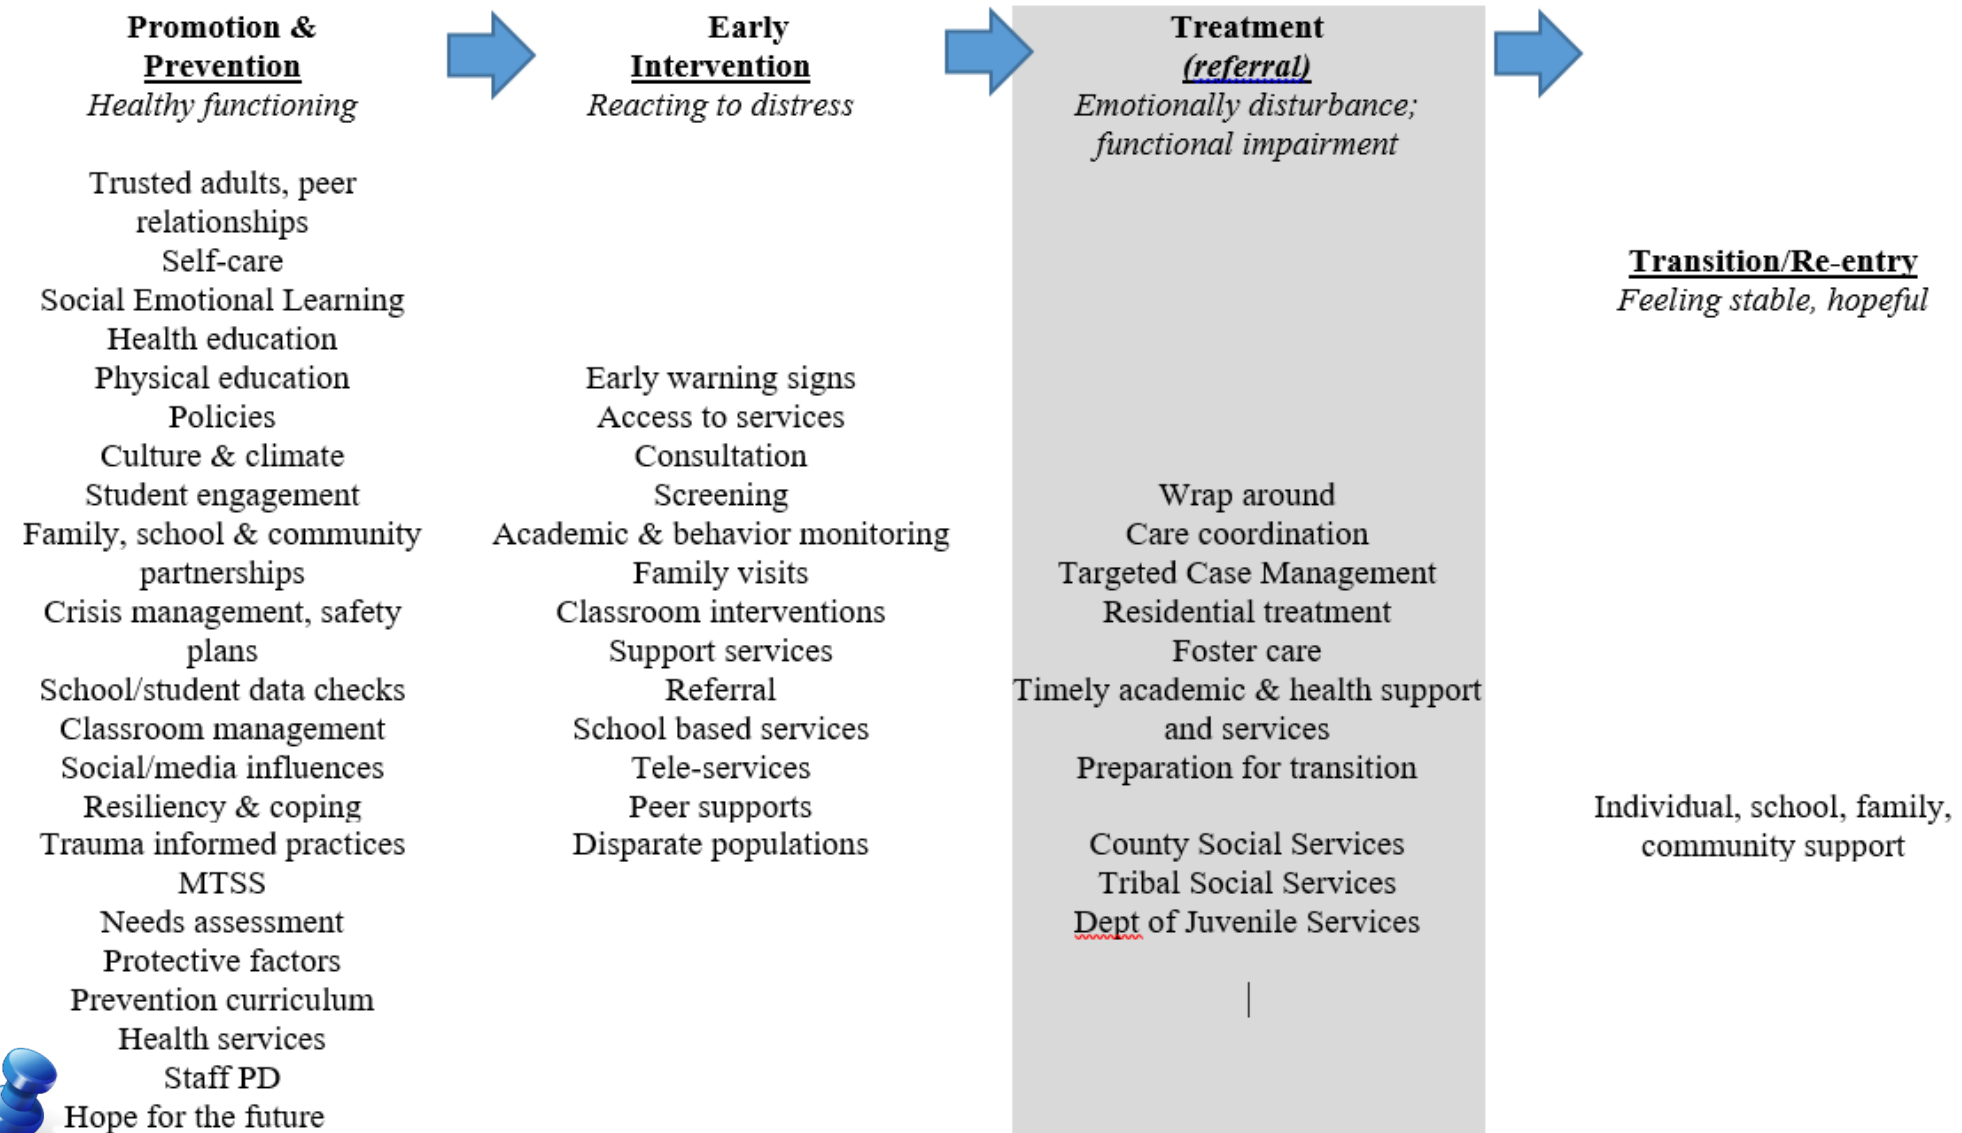 Promotion &
Prevention
Healthy functioning
Trusted adults, peer
relationships
Self-care
Social Emotional Learning
Health education
Physical education
Policies
Culture & climate
Student engagement
Family, school & community
partnerships
Crisis management, safety
plans
School/student data checks
Classroom management
Social/media influences
Resiliency & coping
Trauma informed practices
MTSS
Needs assessment
Protective factors
Prevention curriculum
Health services
Staff PD
Hope for the future
Early
Intervention
Reacting to distress
Early warning signs
Access to services
Consultation
Screening
Academic & behavior monitoring
Family visits
Classroom interventions
Support services
Referral
School based services
Tele-services
Peer supports
Disparate populations
Treatment
(referral)
Emotionally disturbance;
functional impairment
Wrap around
Care coordination
Targeted Case Management
Residential treatment
Foster care
Timely academic & health support
and services
Preparation for transition
County Social Services
Tribal Social Services
Dept of Juvenile Services
Transition/Re-entry
Feeling stable, hopeful
Individual, school, family,
community support